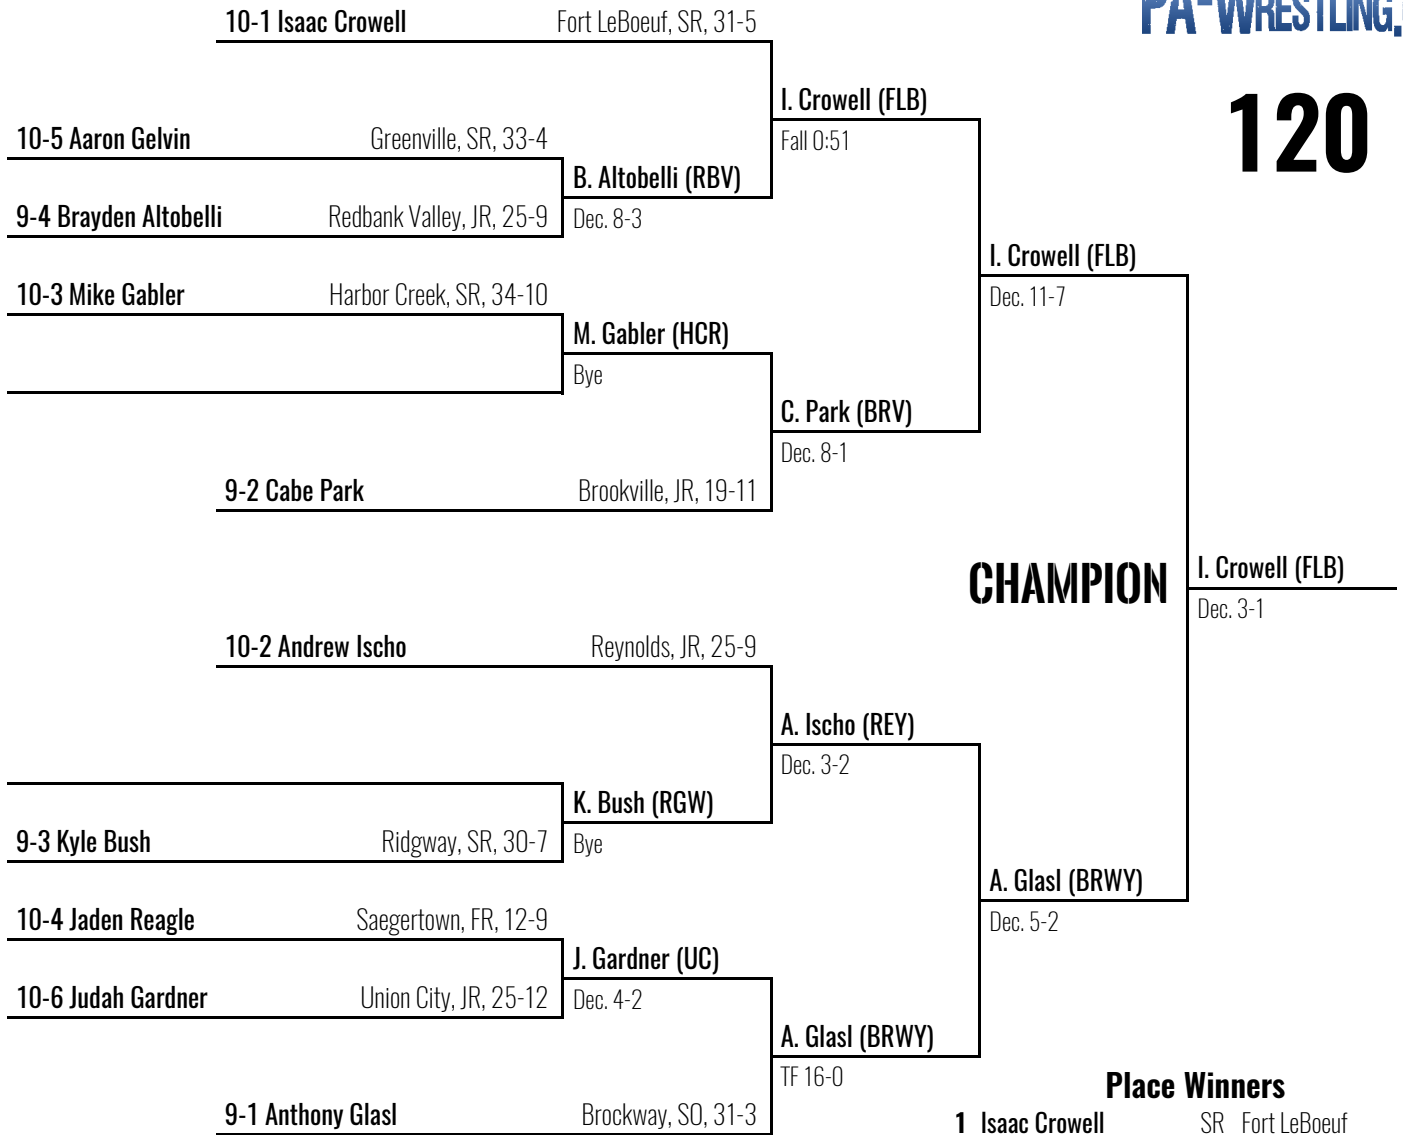 PA-WRESTLING.
120
10-1 Isaac Crowell Fort LeBoeuf, SR, 31-5
I. Crowell (FLB)
Fall 0:51
10-5 Aaron Gelvin Greenville, SR, 33-4
B. Altobelli (RBV)
Dec. 8-3
9-4 Brayden Altobelli Redbank Valley, JR, 25-9
I. Crowell (FLB)
Dec. 11-7
10-3 Mike Gabler Harbor Creek, SR, 34-10
M. Gabler (HCR)
Bye
C. Park (BRV)
Dec. 8-1
9-2 Cabe Park Brookville, JR, 19-11
CHAMPION
I. Crowell (FLB)
Dec. 3-1
10-2 Andrew Ischo Reynolds, JR, 25-9
A. Ischo (REY)
Dec. 3-2
K. Bush (RGW)
Bye
9-3 Kyle Bush Ridgway, SR, 30-7
A. Glasl (BRWY)
Dec. 5-2
10-4 Jaden Reagle Saegertown, FR, 12-9
J. Gardner (UC)
Dec. 4-2
10-6 Judah Gardner Union City, JR, 25-12
A. Glasl (BRWY)
TF 16-0
9-1 Anthony Glasl Brockway, SO, 31-3
Place Winners
1 Isaac Crowell SR Fort LeBoeuf